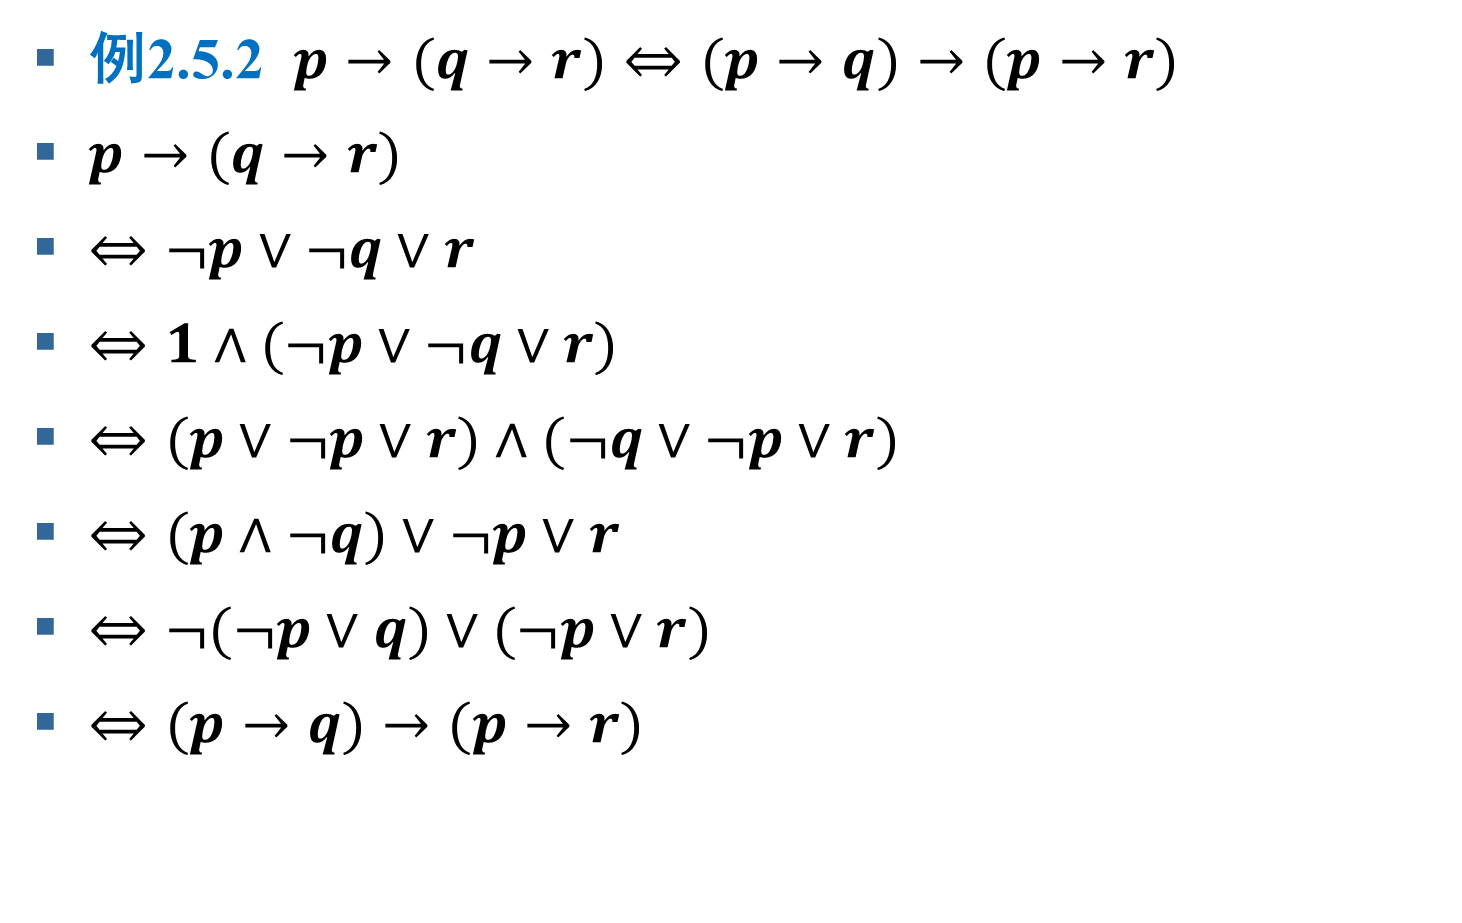 ▪ 例2.5.2 p → (q → r) ⇔ (p → q) → (p → r)
▪ p → (q → r)
▪ ⇔ ¬p ∨ ¬q ∨ r
▪ ⇔ 1 ∧ (¬p ∨ ¬q ∨ r)
▪ ⇔ (p ∨ ¬p ∨ r) ∧ (¬q ∨ ¬p ∨ r)
▪ ⇔ (p ∧ ¬q) ∨ ¬p ∨ r
▪ ⇔ ¬(¬p ∨ q) ∨ (¬p ∨ r)
▪ ⇔ (p → q) → (p → r)